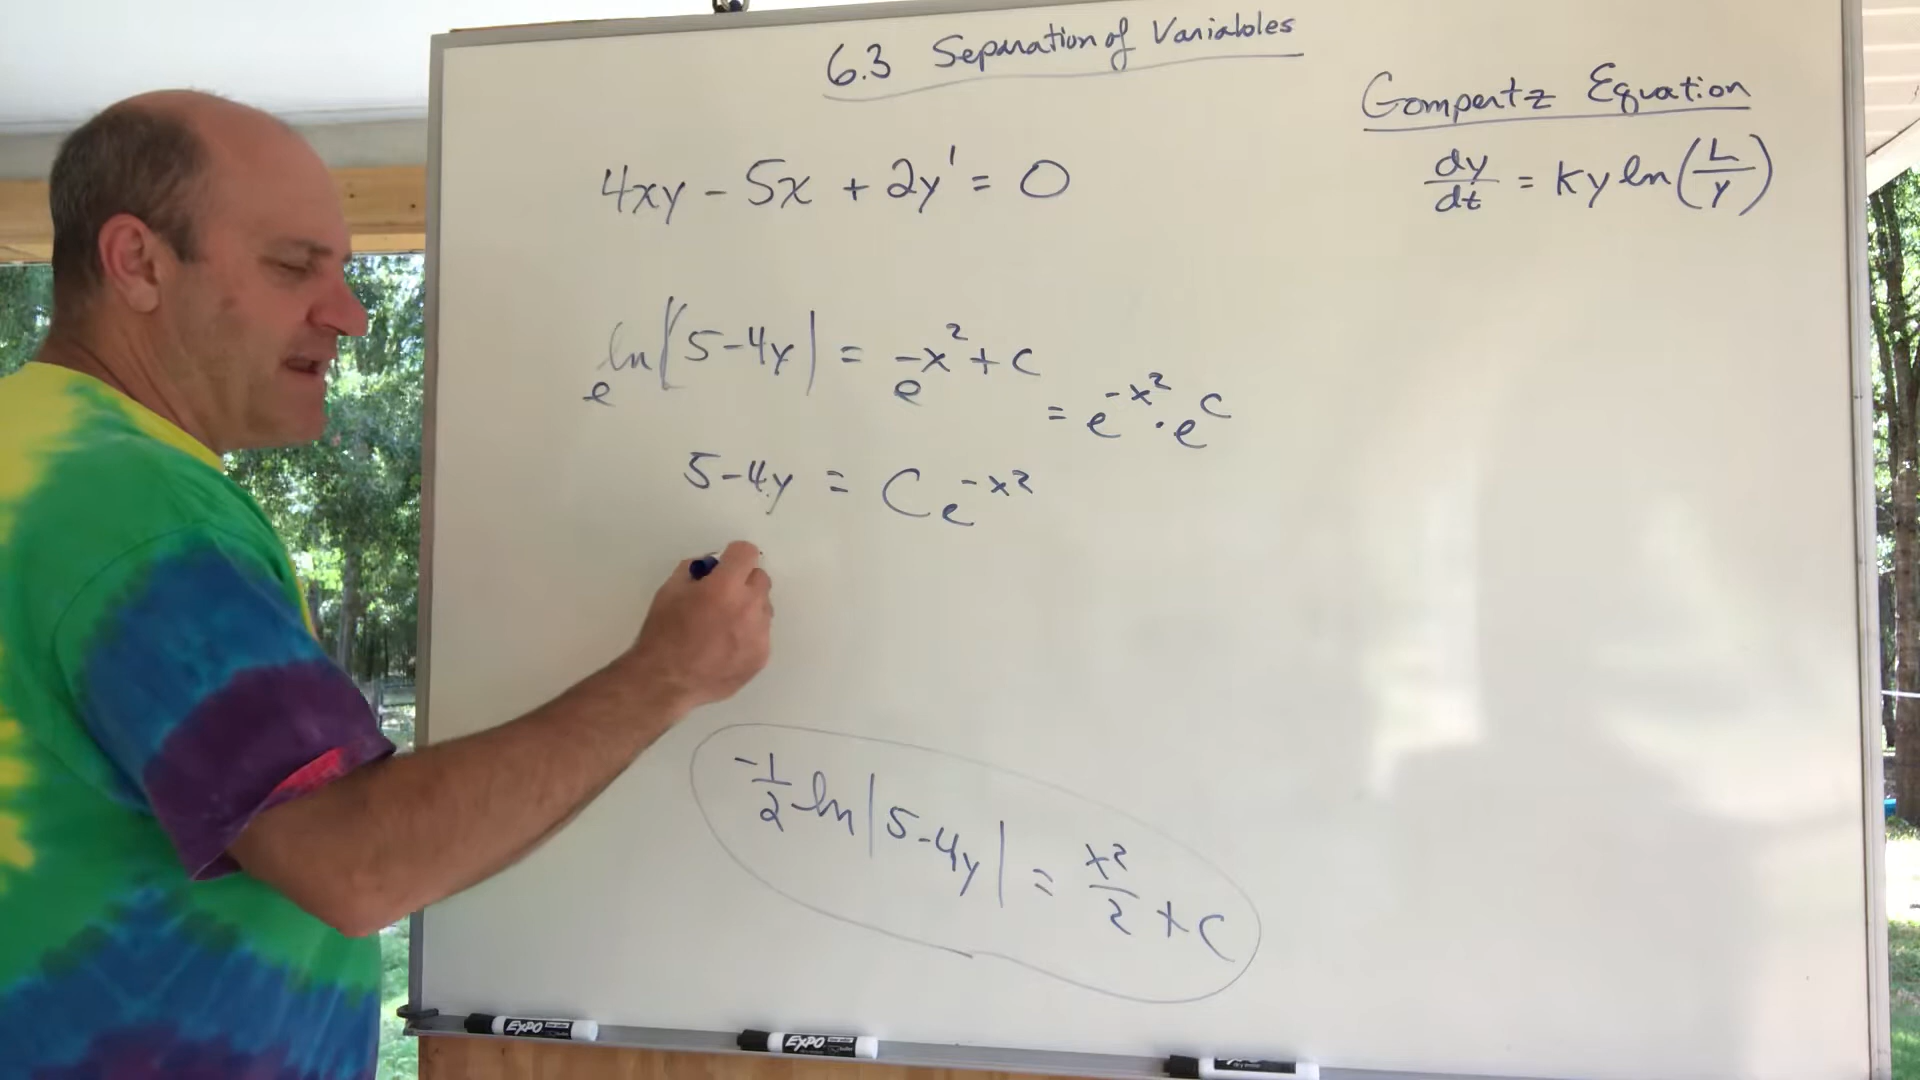 6.3 Separation of Variables
Gompertz Equation
dy/dt = ky ln(L/y)
4xy - 5x + 2y' = 0
e^ln|5-4y| = e^-x²+c
= e^-x² · e^c
5-4y = Ce^-x²
-1/2 ln|5-4y| = x²/2 + c
EXPO
EXPO